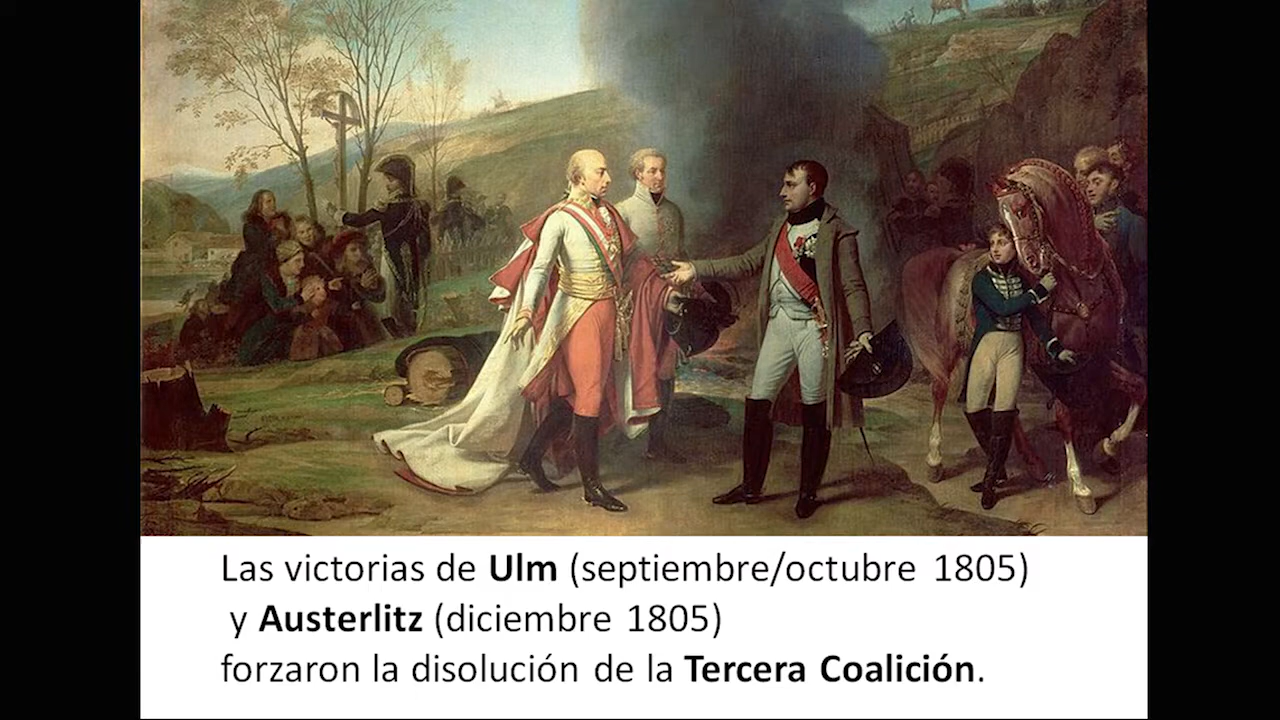 Las victorias de Ulm (septiembre/octubre 1805)
y Austerlitz (diciembre 1805)
forzaron la disolución de la Tercera Coalición.